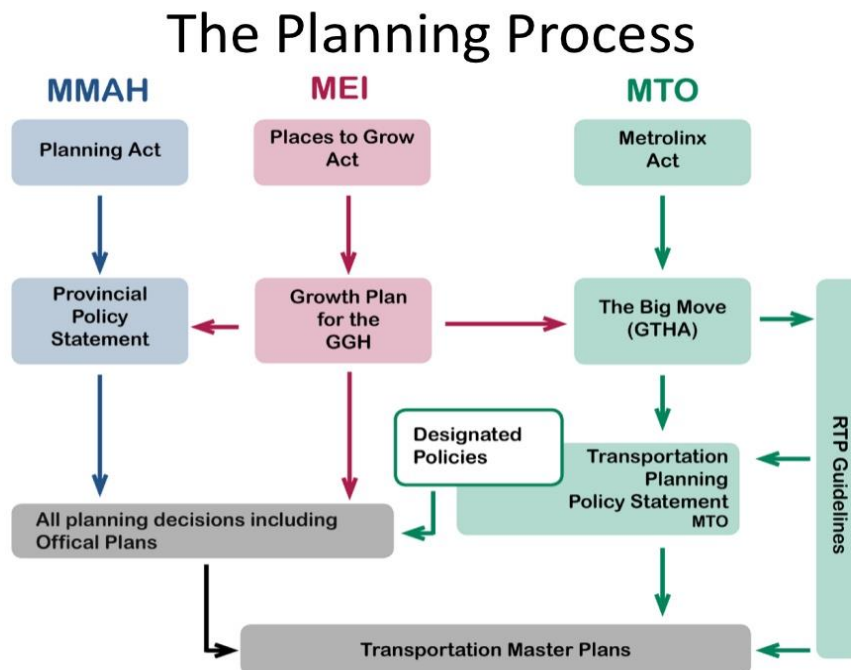 The Planning Process
MMAH
MEI
MTO
Planning Act
Places to Grow
Act
Metrolinx
Act
Provincial
Policy
Statement
Growth Plan
for the
GGH
The Big Move
(GTHA)
RTP Guidelines
Designated
Policies
Transportation
Planning
Policy Statement
MTO
All planning decisions including
Offical Plans
Transportation Master Plans